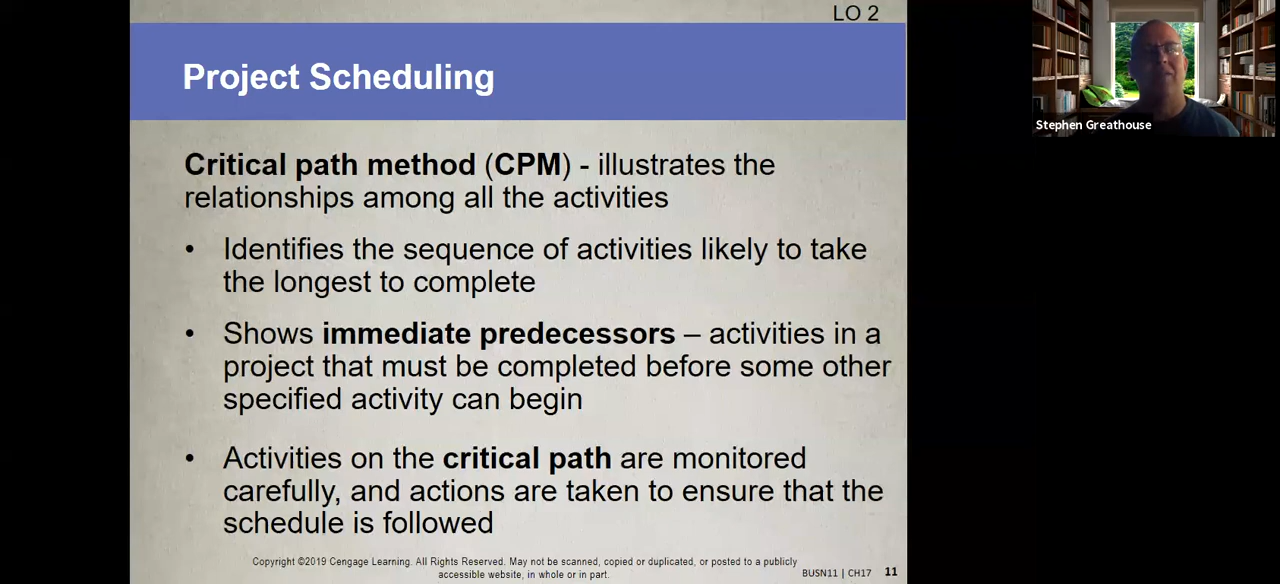 LO 2
Project Scheduling
Stephen Greathouse
Critical path method (CPM) - illustrates the
relationships among all the activities
• Identifies the sequence of activities likely to take
the longest to complete
• Shows immediate predecessors – activities in a
project that must be completed before some other
specified activity can begin
• Activities on the critical path are monitored
carefully, and actions are taken to ensure that the
schedule is followed
Copyright ©2019 Cengage Learning. All Rights Reserved. May not be scanned, copied or duplicated, or posted to a publicly
accessible website, in whole or in part.
BUSN11 | CH17 11